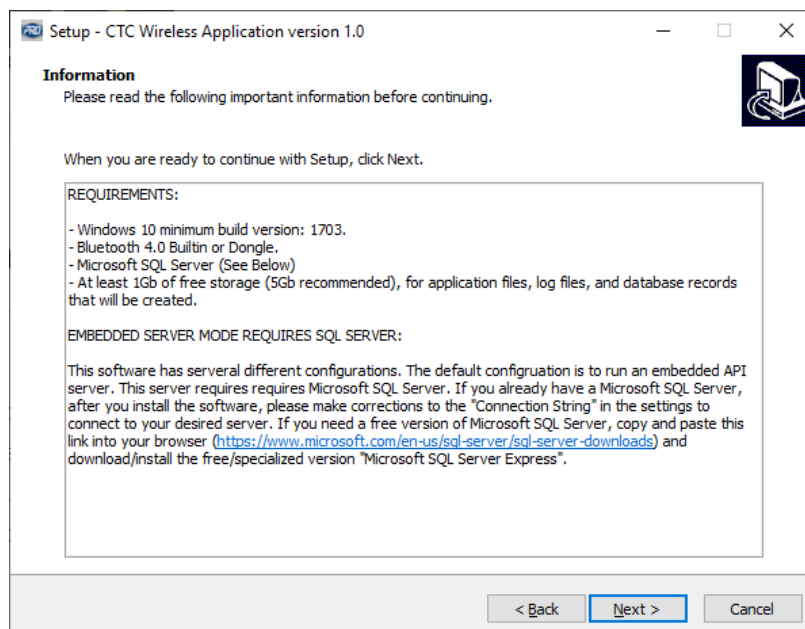 PRO Setup - CTC Wireless Application version 1.0
Information
Please read the following important information before continuing.
When you are ready to continue with Setup, click Next.
REQUIREMENTS:
- Windows 10 minimum build version: 1703.
- Bluetooth 4.0 Builtin or Dongle.
- Microsoft SQL Server (See Below)
- At least 1Gb of free storage (5Gb recommended), for application files, log files, and database records
that will be created.
EMBEDDED SERVER MODE REQUIRES SQL SERVER:
This software has serveral different configurations. The default configruation is to run an embedded API
server. This server requires requires Microsoft SQL Server. If you already have a Microsoft SQL Server,
after you install the software, please make corrections to the "Connection String" in the settings to
connect to your desired server. If you need a free version of Microsoft SQL Server, copy and paste this
link into your browser (https://www.microsoft.com/en-us/sql-server/sql-server-downloads) and
download/install the free/specialized version "Microsoft SQL Server Express".
< Back Next > Cancel